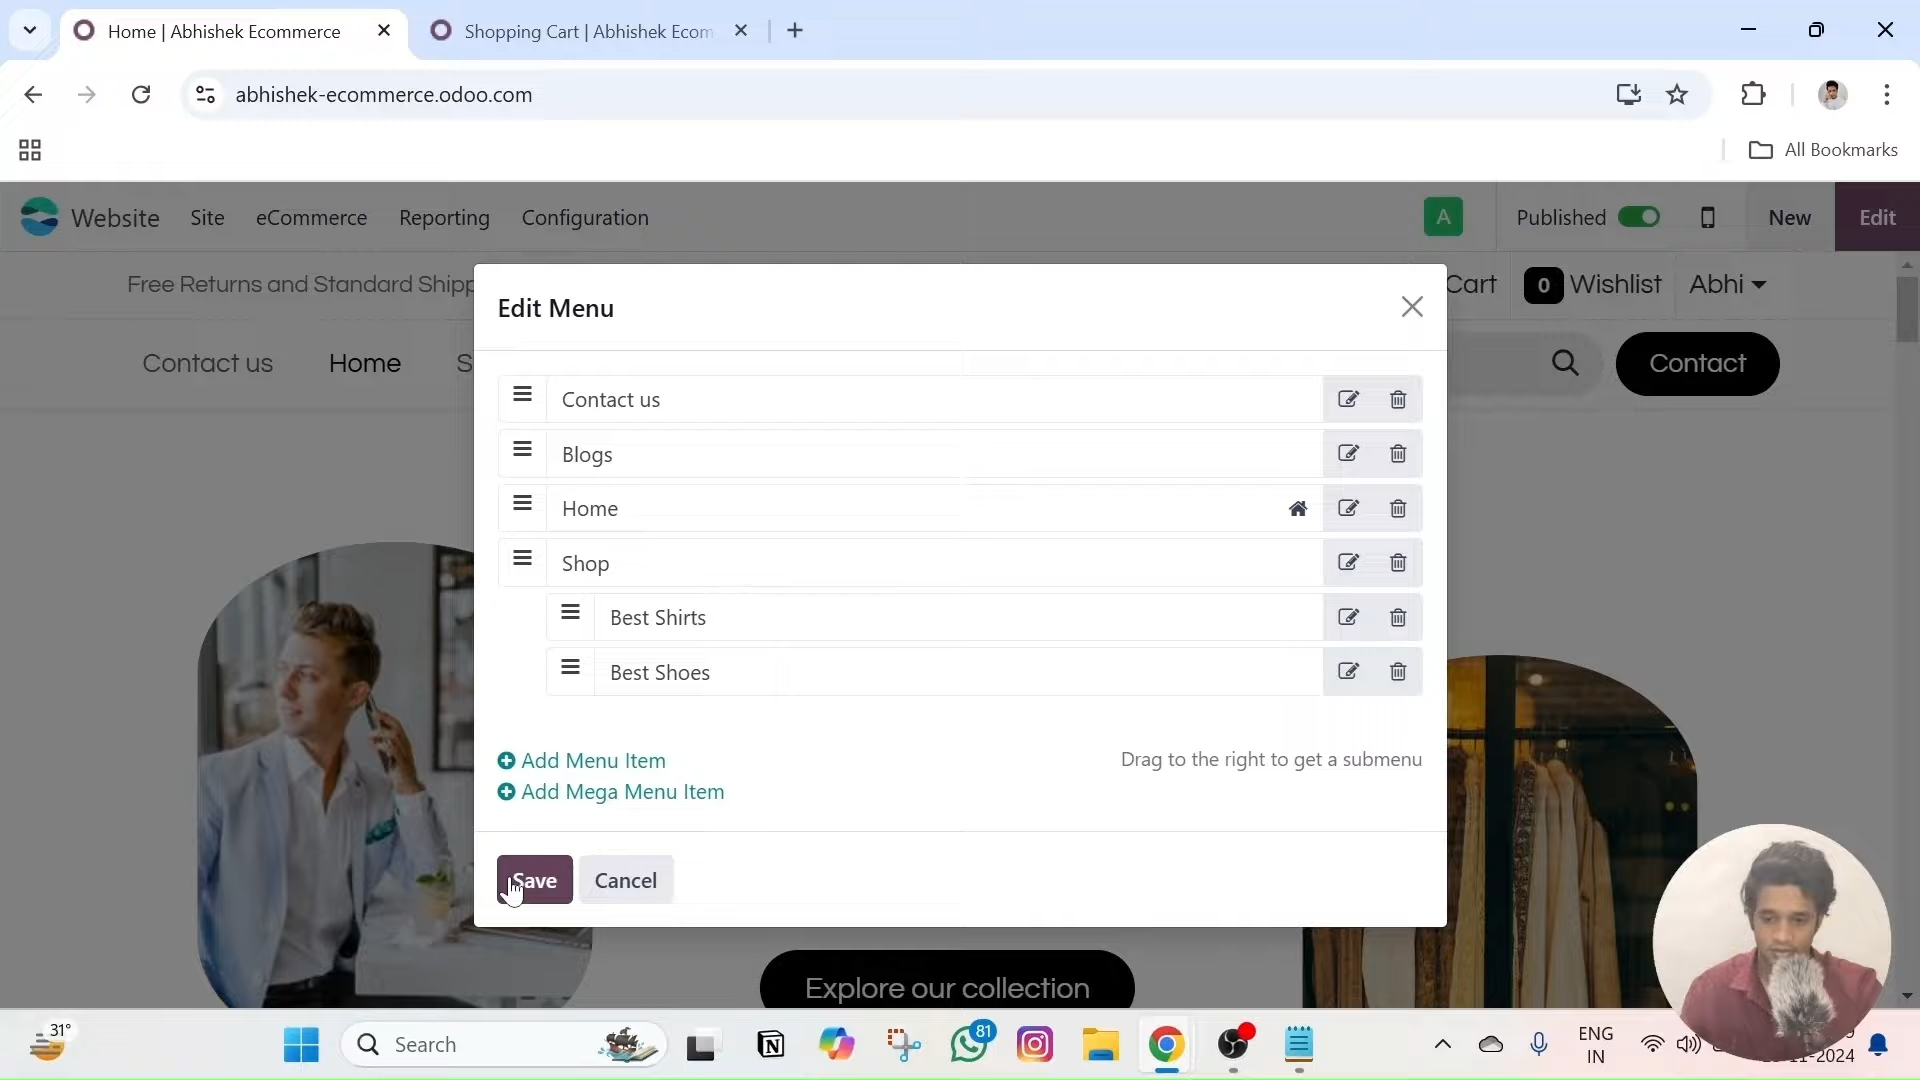 Home | Abhishek Ecommerce
Shopping Cart | Abhishek Ecom
abhishek-ecommerce.odoo.com
All Bookmarks
Website Site eCommerce Reporting Configuration
A
Published New Edit
Free Returns and Standard Shipp
Cart 0 Wishlist Abhi
Contact us Home S
Contact
Edit Menu
Contact us
Blogs
Home
Shop
Best Shirts
Best Shoes
Add Menu Item
Drag to the right to get a submenu
Add Mega Menu Item
Save Cancel
Explore our collection
31°
Search
81
ENG
IN
2024